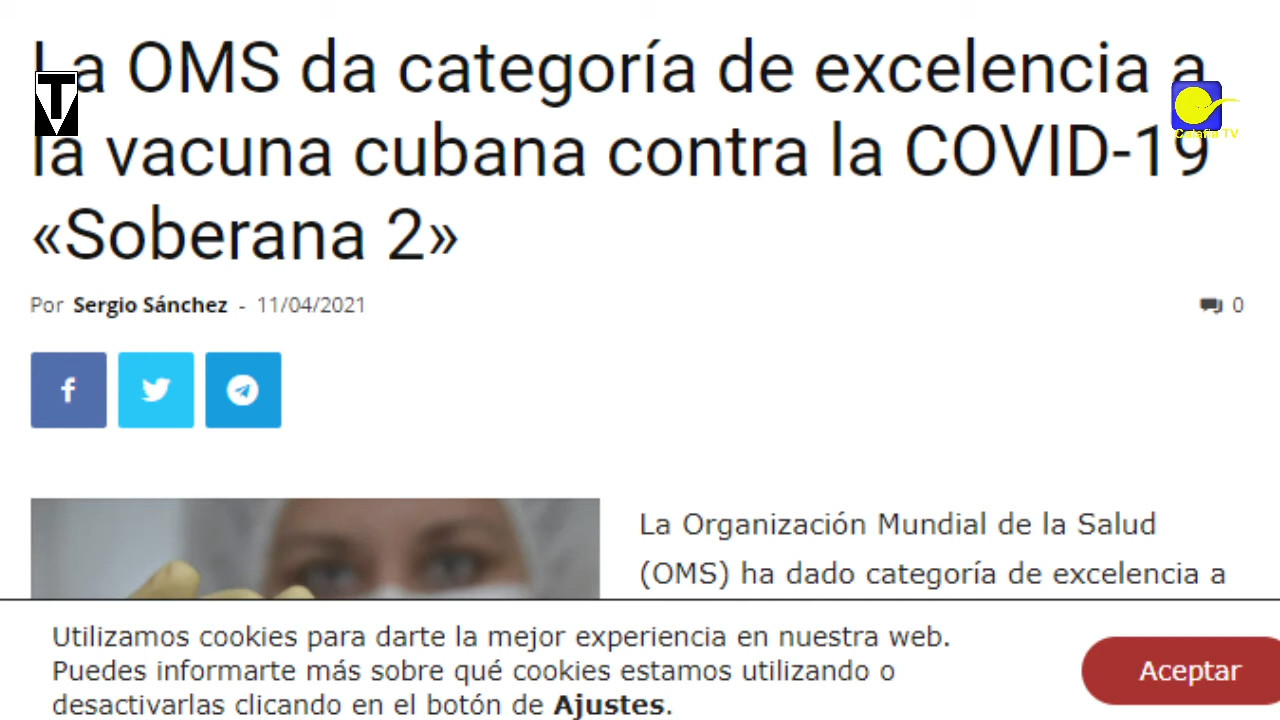 La OMS da categoría de excelencia a
la vacuna cubana contra la COVID-19
«Soberana 2»
Por Sergio Sánchez - 11/04/2021
0
La Organización Mundial de la Salud
(OMS) ha dado categoría de excelencia a
Utilizamos cookies para darte la mejor experiencia en nuestra web.
Puedes informarte más sobre qué cookies estamos utilizando o
desactivarlas clicando en el botón de Ajustes.
Aceptar
TV
Calafia TV